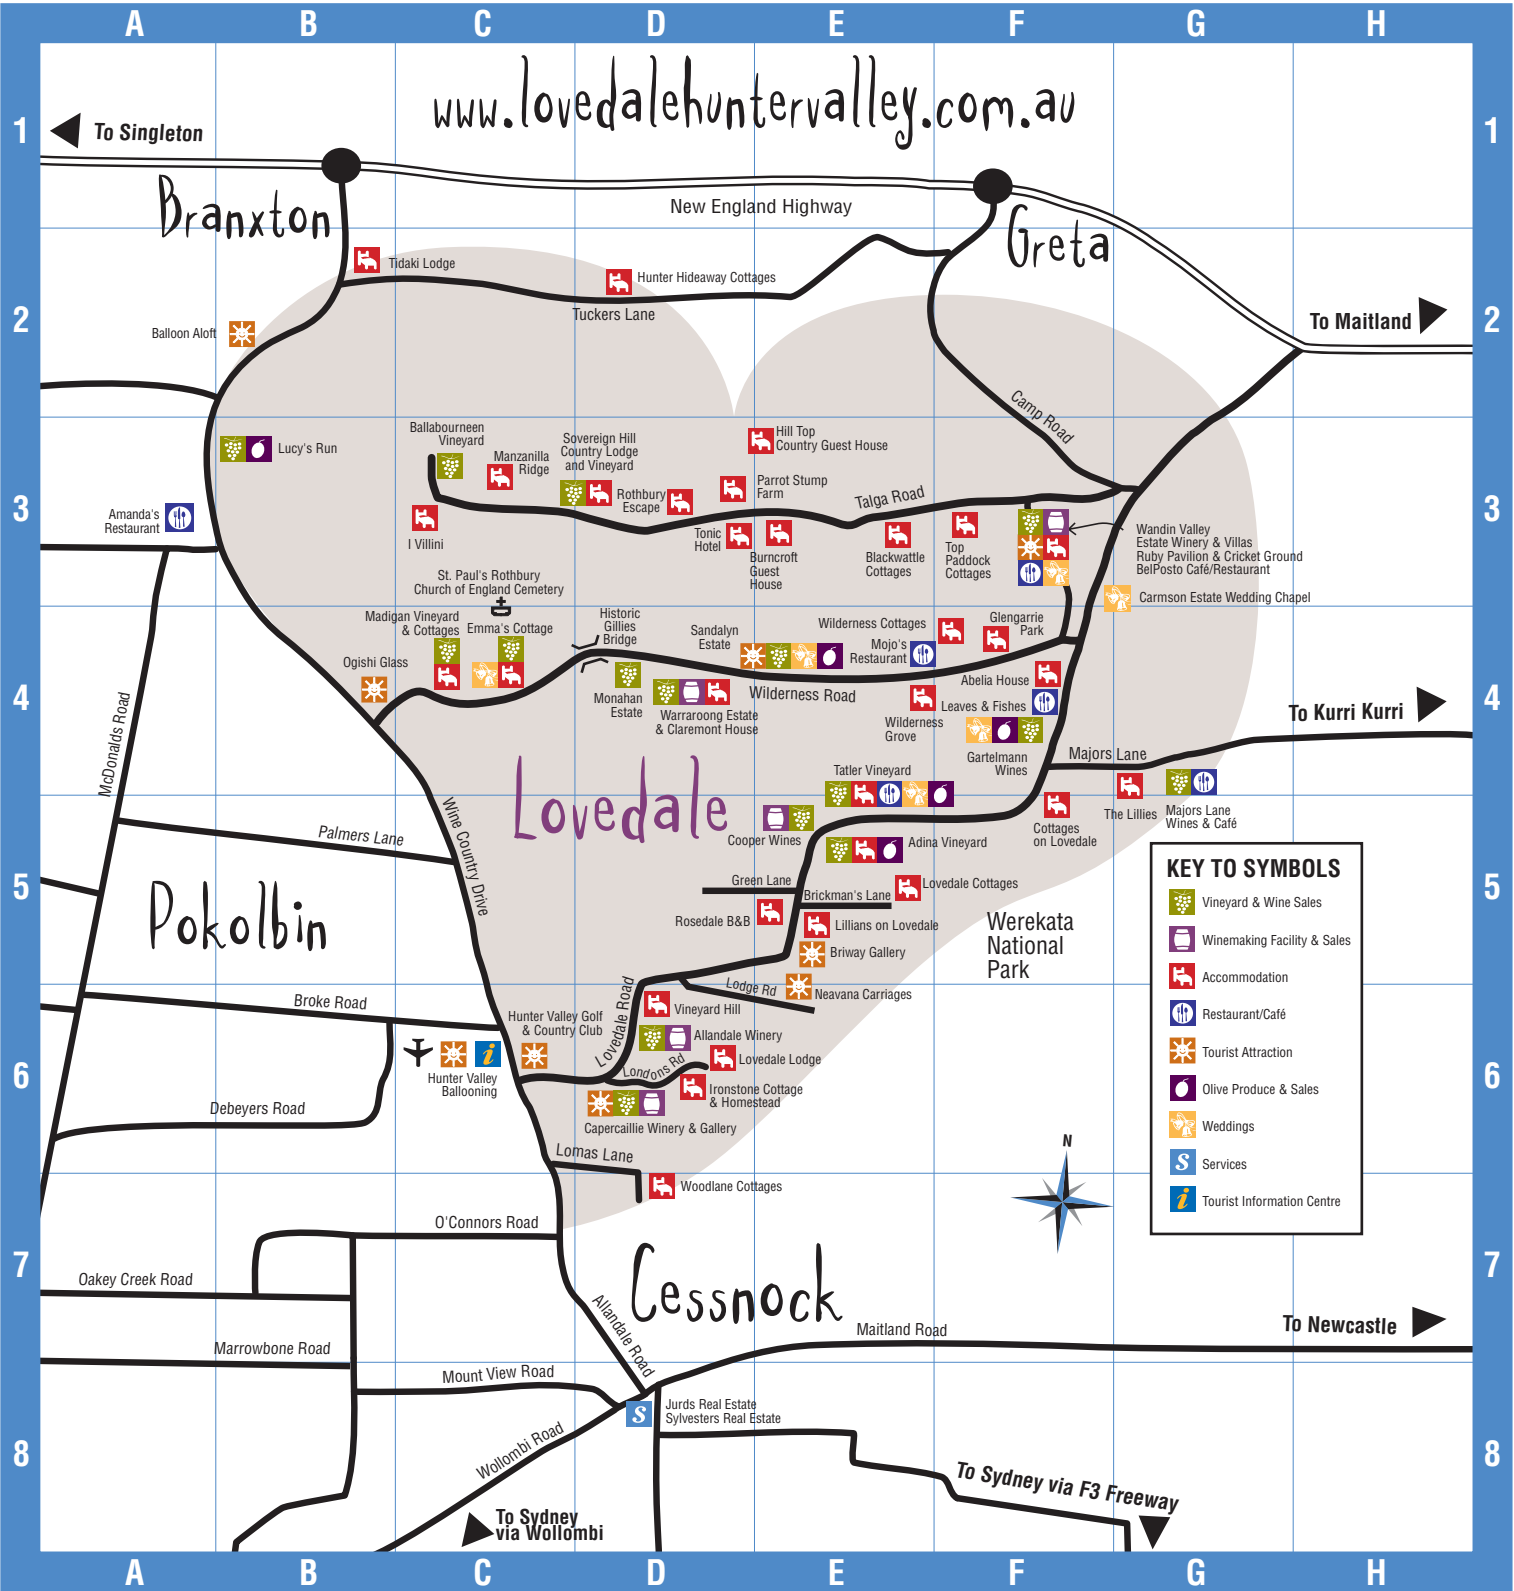 A B C D E F G H
www.lovedalehuntervalley.com.au
1
1
To Singleton
Branxton
New England Highway
Greta
Tidaki Lodge
Hunter Hideaway Cottages
Tuckers Lane
2
2
To Maitland
Balloon Aloft
Camp Road
Ballabourneen
Vineyard
Lucy's Run
Manzanilla
Ridge
Sovereign Hill
Country Lodge
and Vineyard
Hill Top
Country Guest House
Rothbury
Escape
Parrot Stump
Farm
Talga Road
3
3
Amanda's
Restaurant
I Villini
Tonic
Hotel
Burncroft
Guest
House
Blackwattle
Cottages
Top
Paddock
Cottages
Wandin Valley
Estate Winery & Villas
Ruby Pavilion & Cricket Ground
BelPosto Café/Restaurant
Carmson Estate Wedding Chapel
St. Paul's Rothbury
Church of England Cemetery
Madigan Vineyard
& Cottages
Emma's Cottage
Historic
Gillies
Bridge
Sandalyn
Estate
Wilderness Cottages
Glengarrie
Park
Mojo's
Restaurant
Ogishi Glass
Abelia House
4
4
Monahan
Estate
Warraroong Estate
& Claremont House
Wilderness Road
Wilderness
Grove
Leaves & Fishes
To Kurri Kurri
McDonalds Road
Gartelmann
Wines
Majors Lane
Lovedale
Tatler Vineyard
The Lillies
Majors Lane
Wines & Café
Wine Country Drive
Palmers Lane
Cooper Wines
Adina Vineyard
Cottages
on Lovedale
5
5
Pokolbin
Green Lane
Brickman's Lane
Lovedale Cottages
Rosedale B&B
Lillians on Lovedale
Briway Gallery
Werekata
National
Park
Lodge Rd
Neavana Carriages
Broke Road
Hunter Valley Golf
& Country Club
Lovedale Road
Vineyard Hill
Allandale Winery
Londons Rd
Lovedale Lodge
6
6
i
Hunter Valley
Ballooning
Ironstone Cottage
& Homestead
Debeyers Road
Capercaillie Winery & Gallery
Lomas Lane
Woodlane Cottages
N
KEY TO SYMBOLS
Vineyard & Wine Sales
Winemaking Facility & Sales
Accommodation
Restaurant/Café
Tourist Attraction
Olive Produce & Sales
Weddings
S Services
i Tourist Information Centre
O'Connors Road
7
7
Oakey Creek Road
Cessnock
Allandale Road
Marrowbone Road
Maitland Road
To Newcastle
Mount View Road
S
Jurds Real Estate
Sylvesters Real Estate
8
8
Wollombi Road
To Sydney via F3 Freeway
To Sydney
via Wollombi
A B C D E F G H